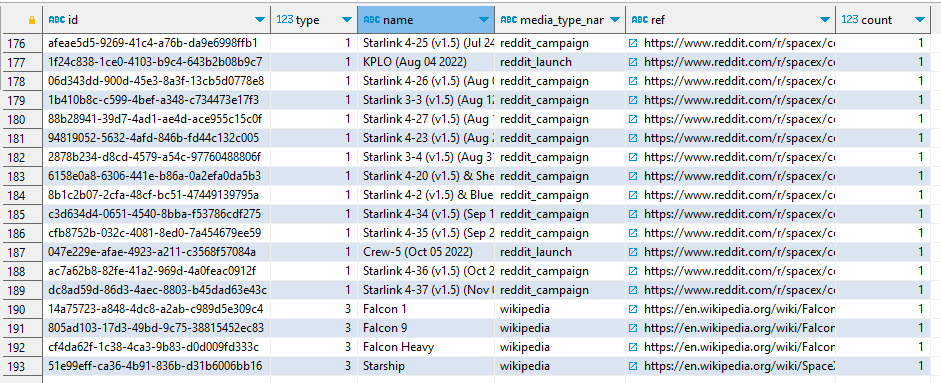 ABC id 123 type ABC name ABC media_type_nar ABC ref 123 count
176 afeae5d5-9269-41c4-a76b-da9e6998ffb1 1 Starlink 4-25 (v1.5) (Jul 24 reddit_campaign https://www.reddit.com/r/spacex/co 1
177 1f24c838-1ce0-4103-b9c4-643b2b08b9c7 1 KPLO (Aug 04 2022) reddit_launch https://www.reddit.com/r/spacex/co 1
178 06d343dd-900d-45e3-8a3f-13cb5d0778e8 1 Starlink 4-26 (v1.5) (Aug 0 reddit_campaign https://www.reddit.com/r/spacex/co 1
179 1b410b8c-c599-4bef-a348-c734473e17f3 1 Starlink 3-3 (v1.5) (Aug 12 reddit_campaign https://www.reddit.com/r/spacex/co 1
180 88b28941-39d7-4ad1-ae4d-ace955c15c0f 1 Starlink 4-27 (v1.5) (Aug 1 reddit_campaign https://www.reddit.com/r/spacex/co 1
181 94819052-5632-4afd-846b-fd44c132c005 1 Starlink 4-23 (v1.5) (Aug 2 reddit_campaign https://www.reddit.com/r/spacex/co 1
182 2878b234-d8cd-4579-a54c-97760488806f 1 Starlink 3-4 (v1.5) (Aug 31 reddit_campaign https://www.reddit.com/r/spacex/co 1
183 6158e0a8-6306-441e-b86a-0a2efa0da5b3 1 Starlink 4-20 (v1.5) & She reddit_campaign https://www.reddit.com/r/spacex/co 1
184 8b1c2b07-2cfa-48cf-bc51-47449139795a 1 Starlink 4-2 (v1.5) & Blue reddit_campaign https://www.reddit.com/r/spacex/co 1
185 c3d634d4-0651-4540-8bba-f53786cdf275 1 Starlink 4-34 (v1.5) (Sep 1 reddit_campaign https://www.reddit.com/r/spacex/co 1
186 cfb8752b-032c-4081-8ed0-7a454679ee59 1 Starlink 4-35 (v1.5) (Sep 2 reddit_campaign https://www.reddit.com/r/spacex/co 1
187 047e229e-afae-4923-a211-c3568f57084a 1 Crew-5 (Oct 05 2022) reddit_launch https://www.reddit.com/r/spacex/co 1
188 ac7a62b8-82fe-41a2-969d-4a0feac0912f 1 Starlink 4-36 (v1.5) (Oct 2 reddit_campaign https://www.reddit.com/r/spacex/co 1
189 dc8ad59d-86d3-4aec-8803-b45dad63e43c 1 Starlink 4-37 (v1.5) (Nov 0 reddit_campaign https://www.reddit.com/r/spacex/co 1
190 14a75723-a848-4dc8-a2ab-c989d5e309c4 3 Falcon 1 wikipedia https://en.wikipedia.org/wiki/Falcon 1
191 805ad103-17d3-49bd-9c75-38815452ec83 3 Falcon 9 wikipedia https://en.wikipedia.org/wiki/Falcon 1
192 cf4da62f-1c38-4ca3-9b83-d0d009fd333c 3 Falcon Heavy wikipedia https://en.wikipedia.org/wiki/Falcon 1
193 51e99eff-ca36-4b91-836b-d31b6006bb16 3 Starship wikipedia https://en.wikipedia.org/wiki/Space 1